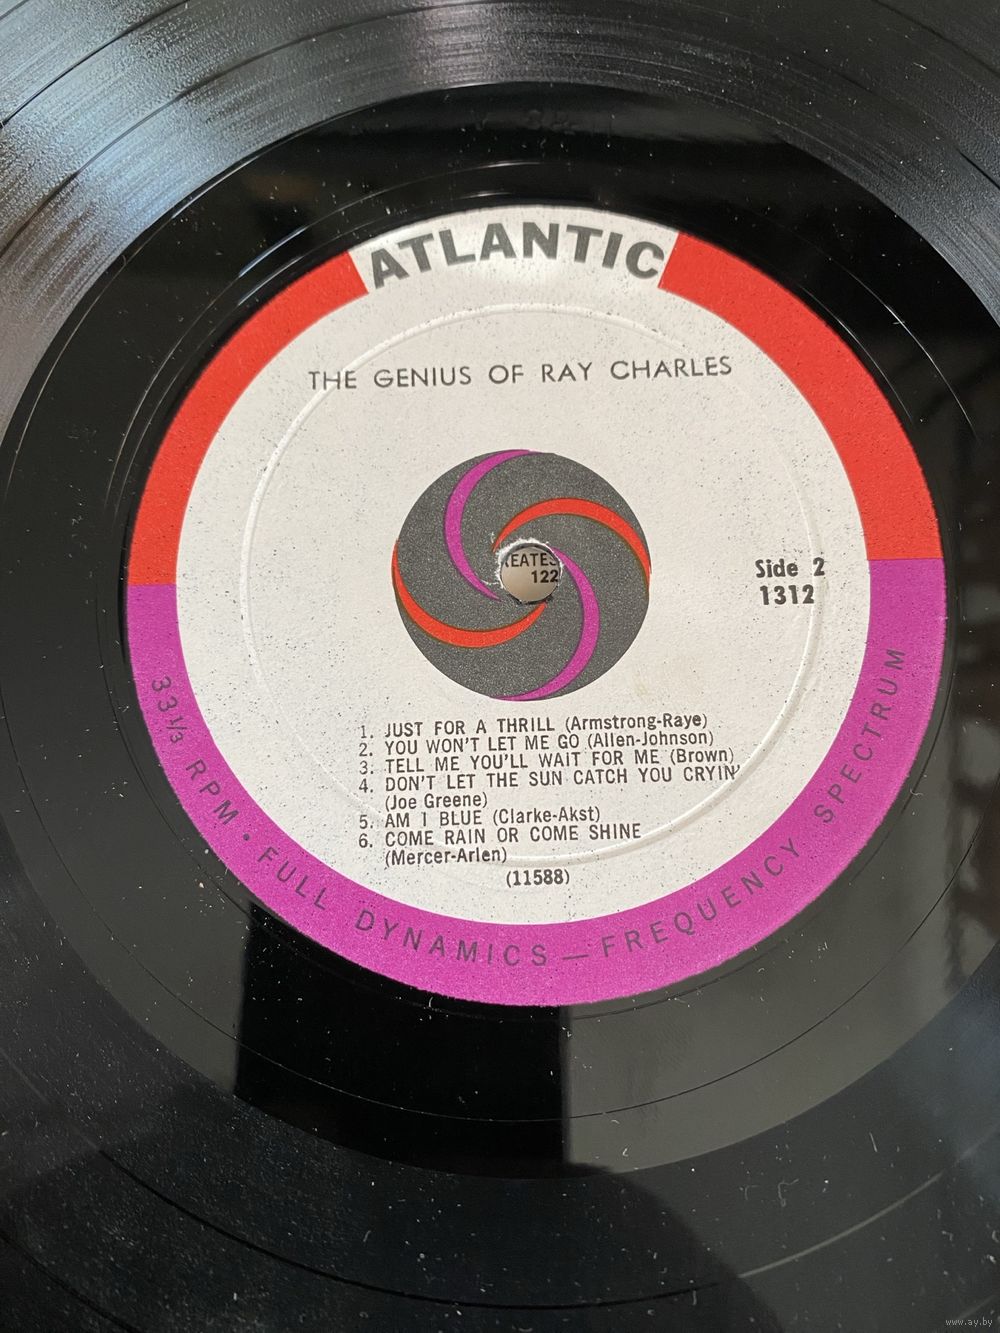 ATLANTIC
THE GENIUS OF RAY CHARLES
Side 2
1312
122
1. JUST FOR A THRILL (Armstrong-Raye)
2. YOU WON'T LET ME GO (Allen-Johnson)
3. TELL ME YOU'LL WAIT FOR ME (Brown)
4. DON'T LET THE SUN CATCH YOU CRYIN'
(Joe Greene)
5. AM I BLUE (Clarke-Akst)
6. COME RAIN OR COME SHINE
(Mercer-Arlen)
(11588)
33⅓ RPM • FULL DYNAMICS — FREQUENCY SPECTRUM
www.ay.by